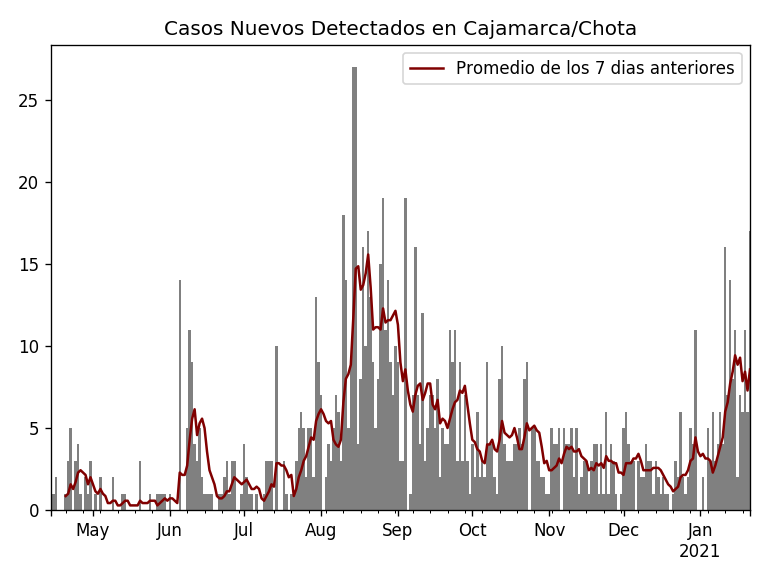 Casos Nuevos Detectados en Cajamarca/Chota
Promedio de los 7 dias anteriores
25
20
15
10
5
0
May Jun Jul Aug Sep Oct Nov Dec Jan
2021